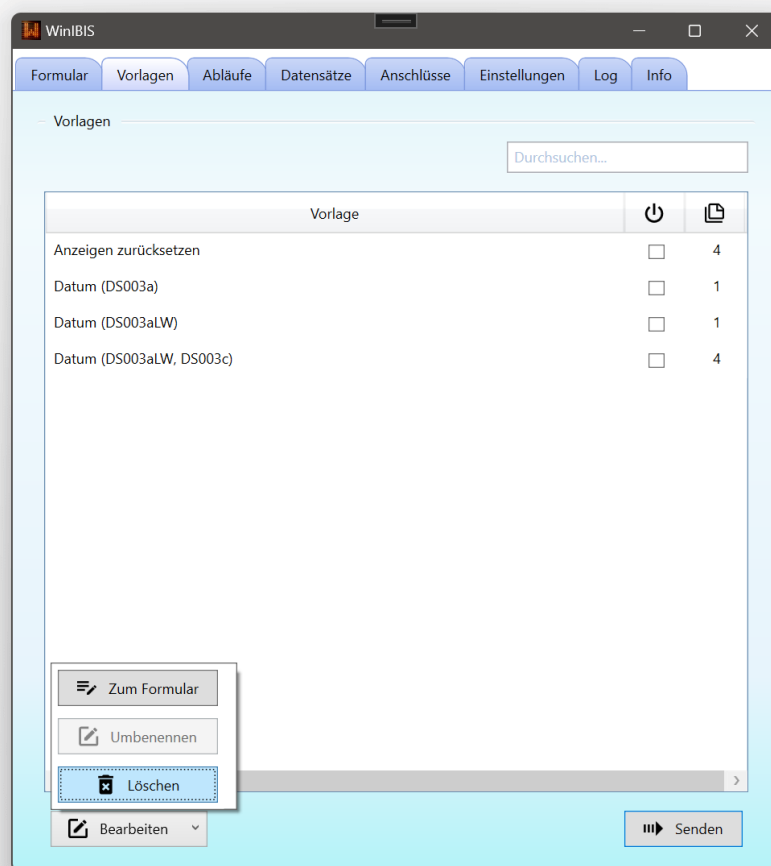 WinIBIS
Formular Vorlagen Abläufe Datensätze Anschlüsse Einstellungen Log Info
Vorlagen
Durchsuchen...
Vorlage
Anzeigen zurücksetzen 4
Datum (DS003a) 1
Datum (DS003aLW) 1
Datum (DS003aLW, DS003c) 4
Zum Formular
Umbenennen
Löschen
Bearbeiten Senden